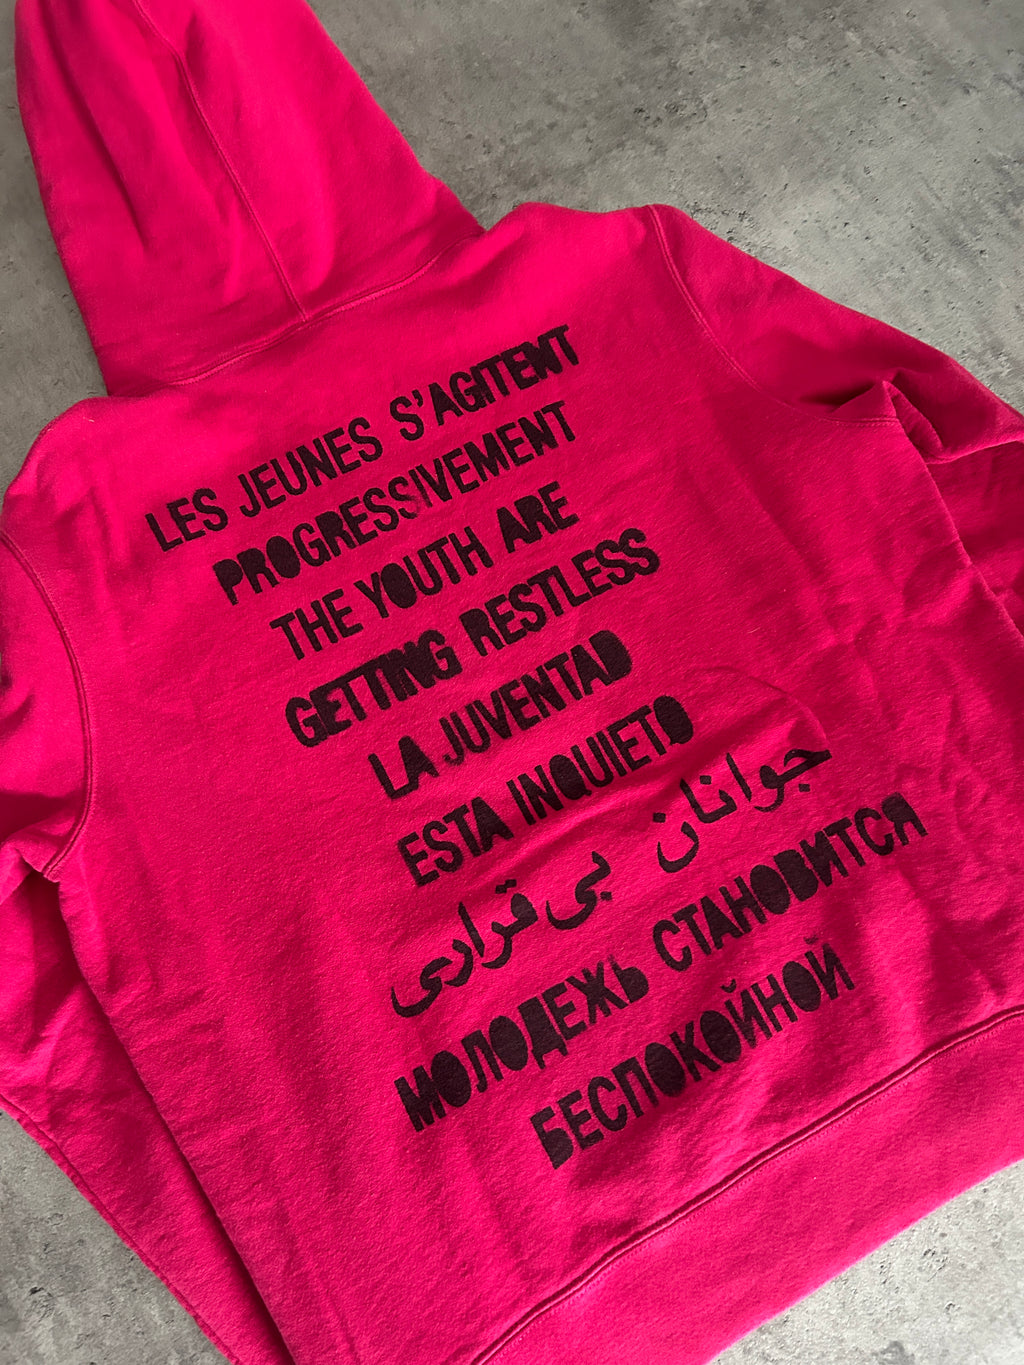 LES JEUNES S'AGITENT
PROGRESSIVEMENT
THE YOUTH ARE
GETTING RESTLESS
LA JUVENTAD
ESTA INQUIETO
جوانان
بی قراری
МОЛОДЕЖЬ СТАНОВИТСЯ
БЕСПОКОЙНОЙ